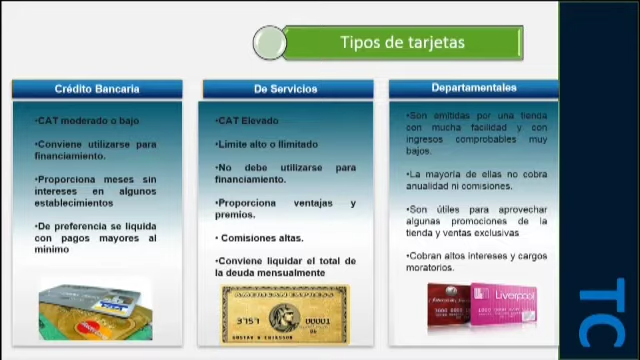 Tipos de tarjetas
Crédito Bancaria
•CAT moderado o bajo
•Conviene utilizarse para
financiamiento.
•Proporciona meses sin
intereses en algunos
establecimientos
•De preferencia se liquida
con pagos mayores al
mínimo
De Servicios
•CAT Elevado
•Limite alto o Ilimitado
•No debe utilizarse para
financiamiento.
•Proporciona ventajas y
premios.
• Comisiones altas.
•Conviene liquidar el total de
la deuda mensualmente
AMERICAN EXPRESS
3757
00001
Departamentales
•Son emitidas por una tienda
con mucha facilidad y con
ingresos comprobables muy
bajos.
•La mayoría de ellas no cobra
anualidad ni comisiones.
•Son útiles para aprovechar
algunas promociones de la
tienda y ventas exclusivas
•Cobran altos intereses y cargos
moratorios.
Liverpool
TC